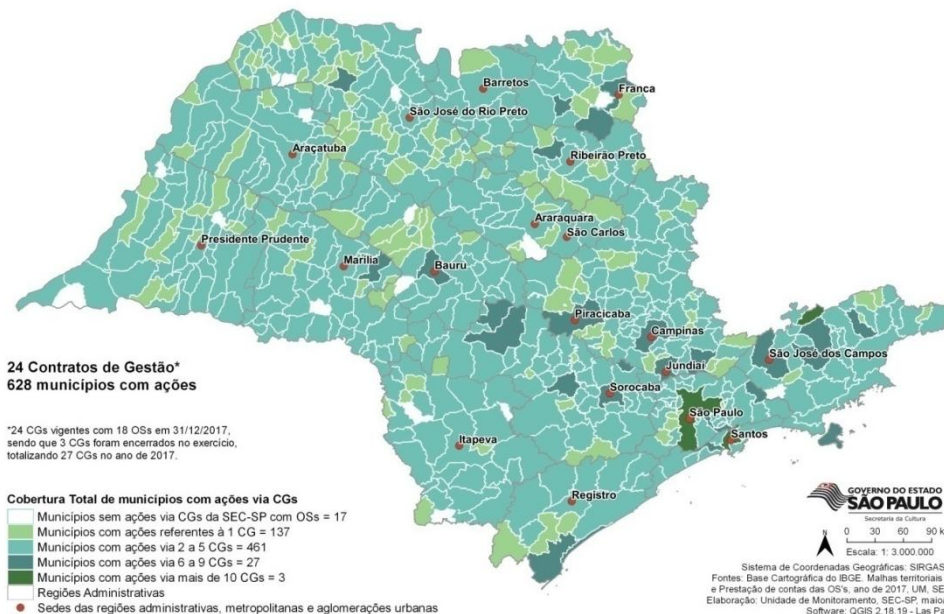 Barretos
Franca
São José do Rio Preto
Araçatuba
Ribeirão Preto
Araraquara
São Carlos
Presidente Prudente
Marília
Bauru
Piracicaba
Campinas
São José dos Campos
Jundiaí
Sorocaba
São Paulo
Santos
Itapeva
Registro
24 Contratos de Gestão*
628 municípios com ações
*24 CGs vigentes com 18 OSs em 31/12/2017,
sendo que 3 CGs foram encerrados no exercício,
totalizando 27 CGs no ano de 2017.
Cobertura Total de municípios com ações via CGs
Municípios sem ações via CGs da SEC-SP com OSs = 17
Municípios com ações referentes à 1 CG = 137
Municípios com ações via 2 a 5 CGs = 461
Municípios com ações via 6 a 9 CGs = 27
Municípios com ações via mais de 10 CGs = 3
Regiões Administrativas
Sedes das regiões administrativas, metropolitanas e aglomerações urbanas
GOVERNO DO ESTADO
SÃO PAULO
Secretaria da Cultura
N
0 30 60 90 k
Escala: 1: 3.000.000
Sistema de Coordenadas Geográficas: SIRGAS
Fontes: Base Cartográfica do IBGE. Malhas territoriais
e Prestação de contas das OS's, ano de 2017, UM, SE
Elaboração: Unidade de Monitoramento, SEC-SP, maio
Software: QGIS 2.18.19 - Las Pa